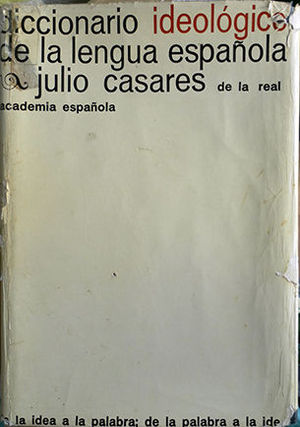 diccionario ideológico
de la lengua española
julio casares de la real
academia española
de la idea a la palabra; de la palabra a la ide